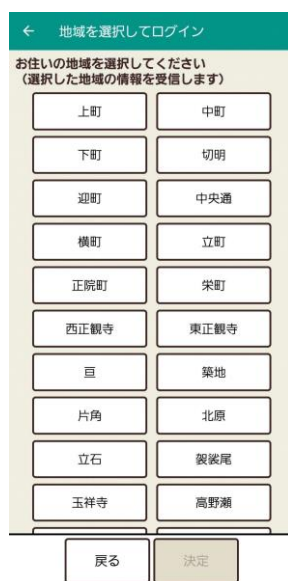 ← 地域を選択してログイン
お住いの地域を選択してください
(選択した地域の情報を受信します)
上町 中町
下町 切明
迎町 中央通
横町 立町
正院町 栄町
西正観寺 東正観寺
亘 築地
片角 北原
立石 袈裟尾
玉祥寺 高野瀬
戻る 決定